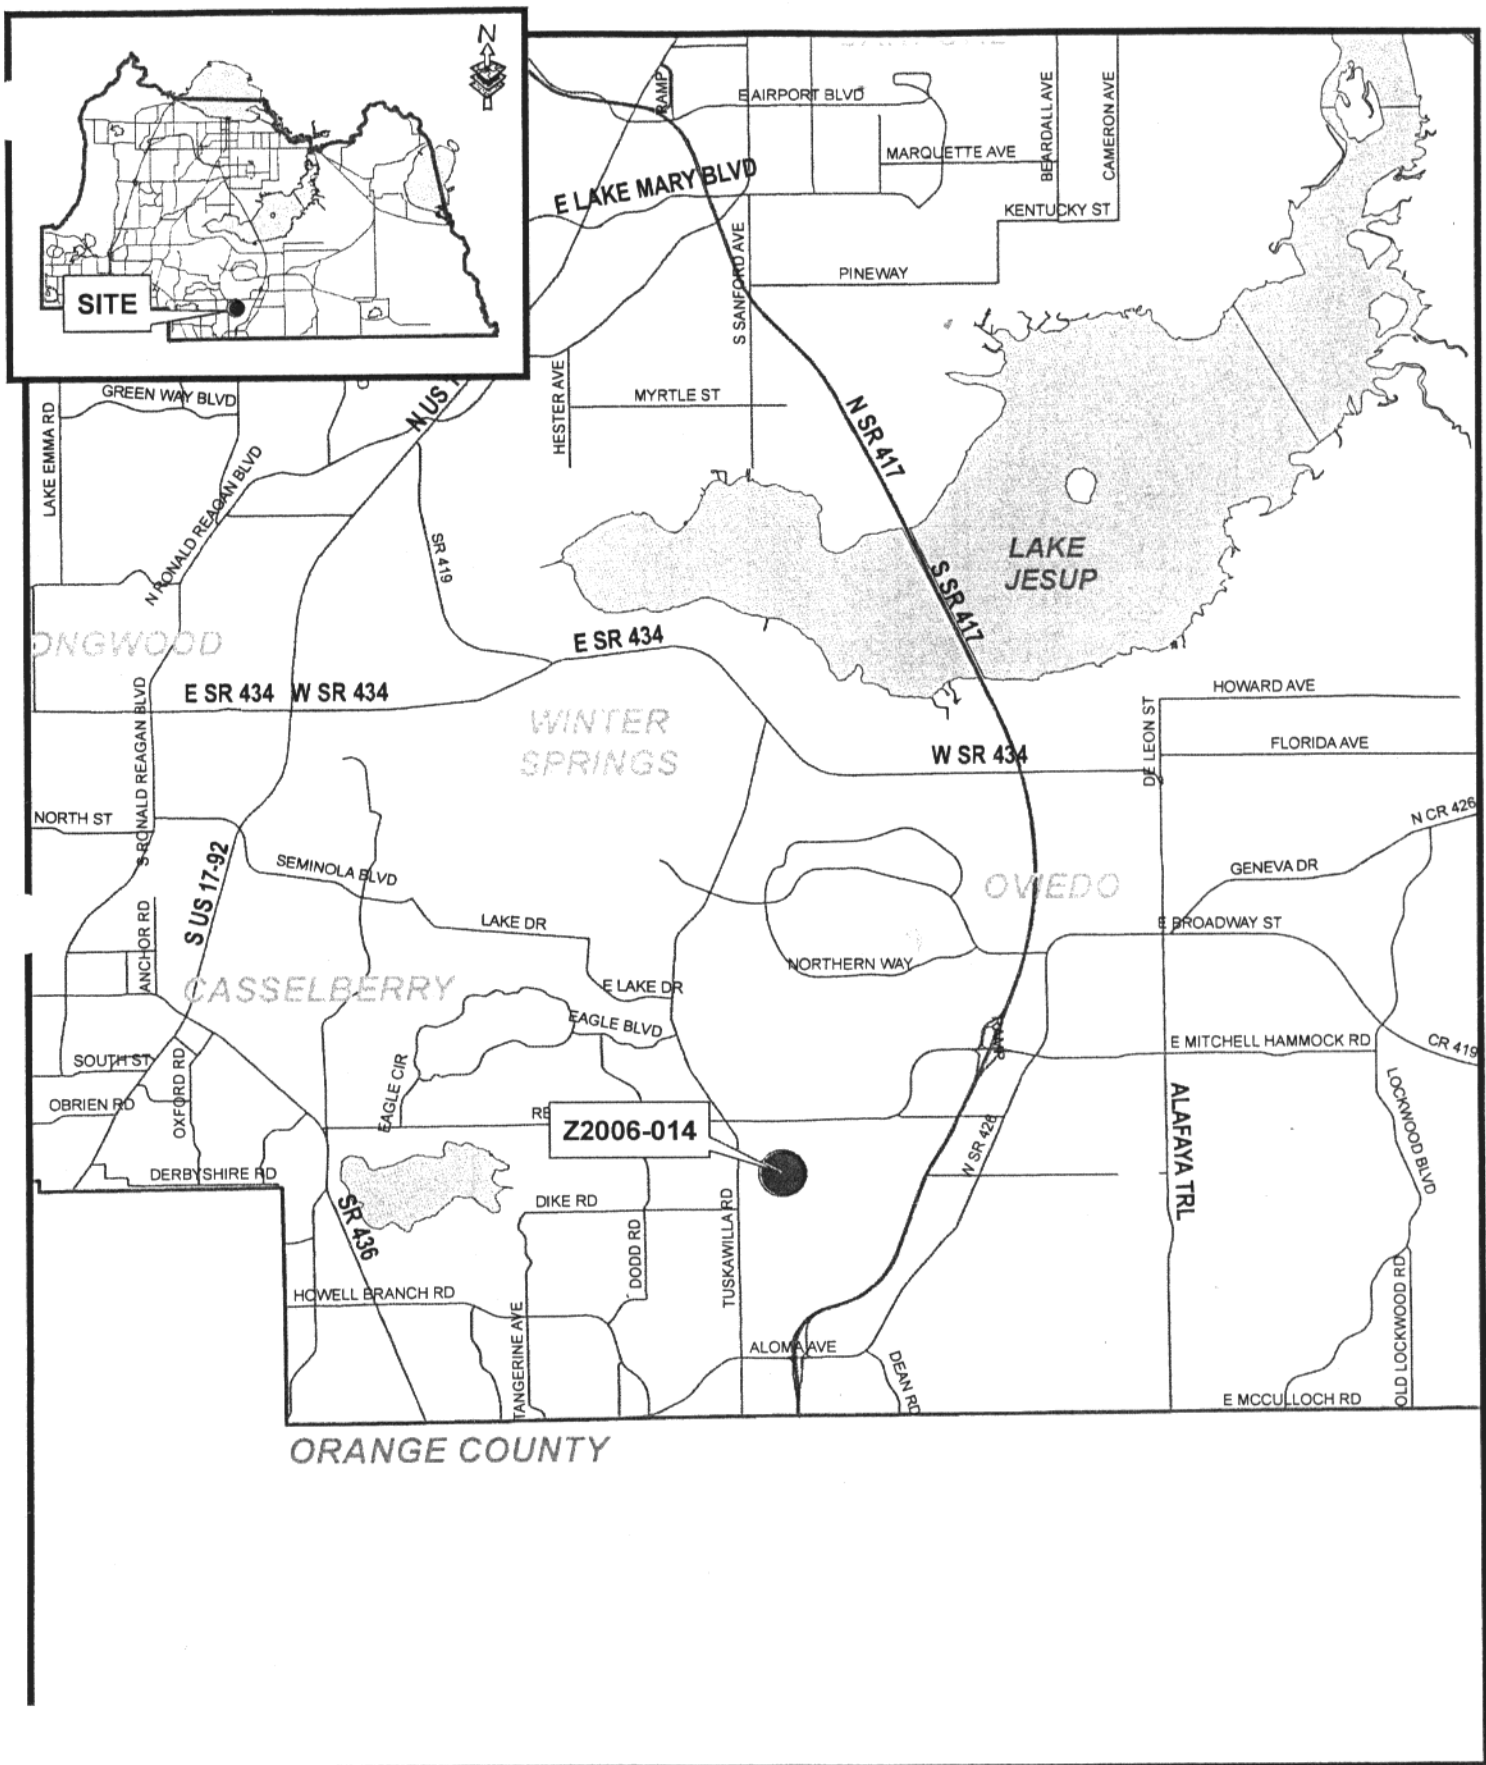 N
SITE
RAMP
E AIRPORT BLVD
BEARDALL AVE
CAMERON AVE
MARQUETTE AVE
E LAKE MARY BLVD
KENTUCKY ST
S SANFORD AVE
PINEWAY
GREEN WAY BLVD
N US
HESTER AVE
MYRTLE ST
N SR 417
LAKE EMMA RD
N RONALD REAGAN BLVD
SR 419
LAKE
JESUP
S SR 417
ONGWOOD
E SR 434
E SR 434
W SR 434
S RONALD REAGAN BLVD
WINTER
SPRINGS
HOWARD AVE
DE LEON ST
FLORIDA AVE
W SR 434
NORTH ST
N CR 426
S US 17-92
SEMINOLA BLVD
GENEVA DR
OVIEDO
LAKE DR
E BROADWAY ST
ANCHOR RD
NORTHERN WAY
CASSELBERRY
E LAKE DR
EAGLE BLVD
RAMP
E MITCHELL HAMMOCK RD
CR 419
SOUTH ST
OXFORD RD
EAGLE CIR
OBRIEN RD
RE
Z2006-014
N SR 426
ALAFAYA TRL
LOCKWOOD BLVD
DERBYSHIRE RD
SR 436
DIKE RD
DODD RD
TUSKAWILLA RD
HOWELL BRANCH RD
TANGERINE AVE
ALOMA AVE
DEAN RD
OLD LOCKWOOD RD
E MCCULLOCH RD
ORANGE COUNTY